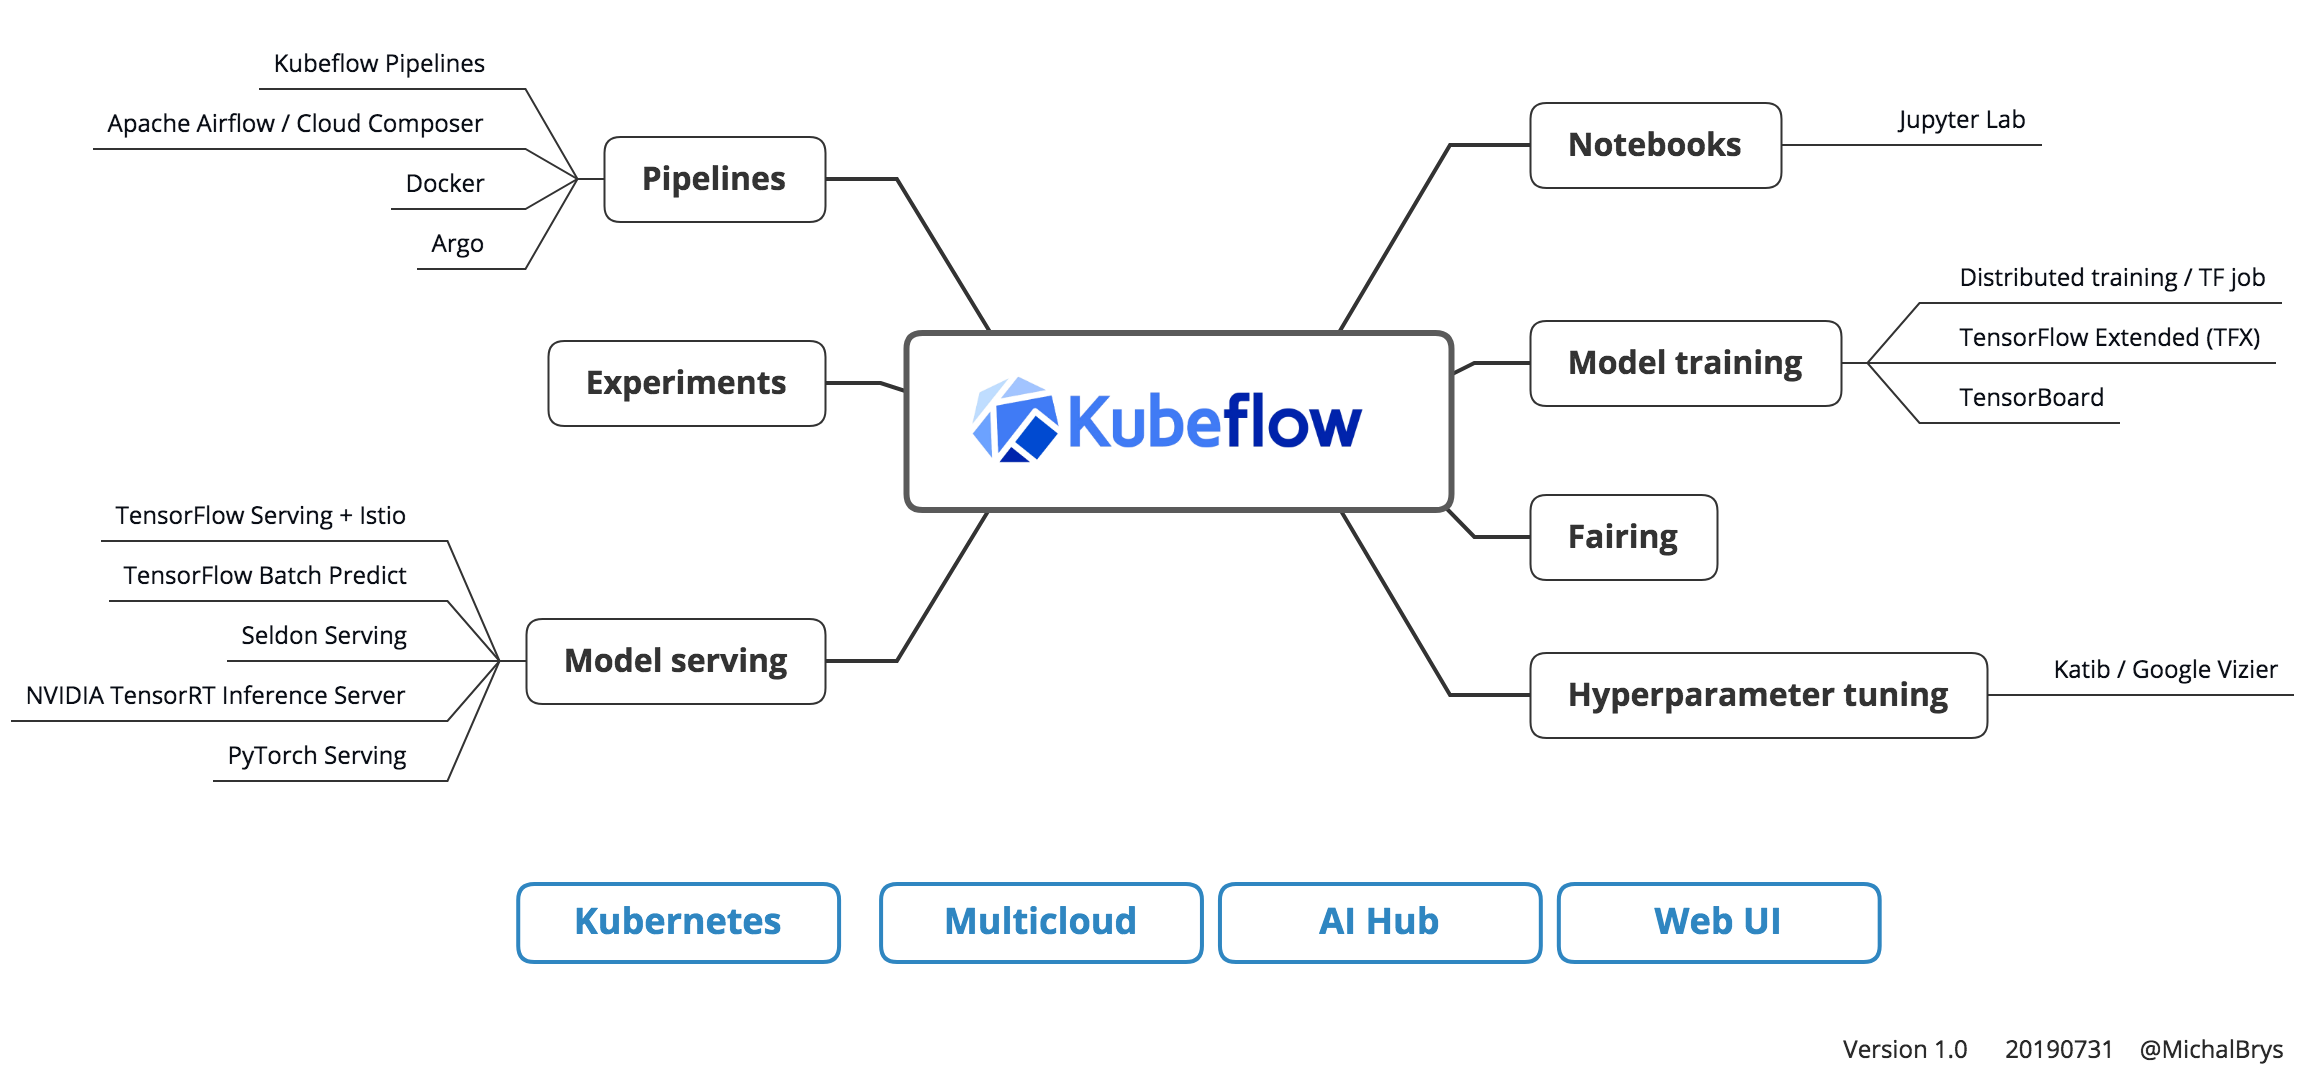 Kubeflow Pipelines
Apache Airflow / Cloud Composer
Docker
Argo
Pipelines
Experiments
TensorFlow Serving + Istio
TensorFlow Batch Predict
Seldon Serving
NVIDIA TensorRT Inference Server
PyTorch Serving
Model serving
Kubeflow
Notebooks
Jupyter Lab
Model training
Distributed training / TF job
TensorFlow Extended (TFX)
TensorBoard
Fairing
Hyperparameter tuning
Katib / Google Vizier
Kubernetes
Multicloud
AI Hub
Web UI
Version 1.0 20190731 @MichalBrys